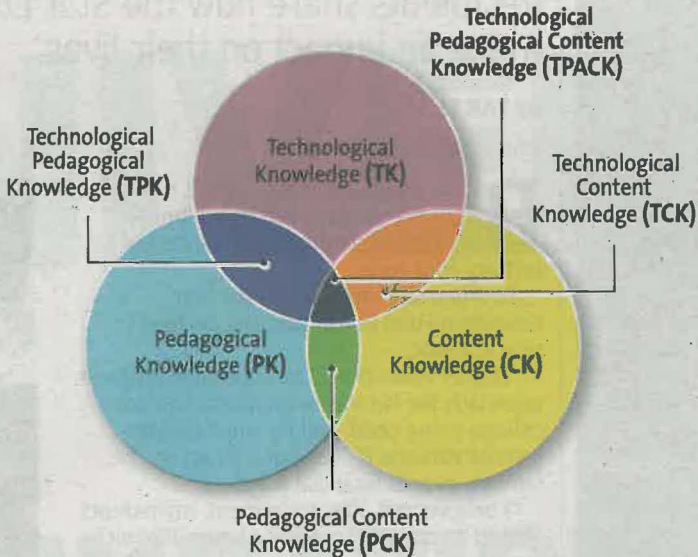 Technological
Pedagogical Content
Knowledge (TPACK)
Technological
Pedagogical
Knowledge (TPK)
Technological
Knowledge (TK)
Technological
Content
Knowledge (TCK)
Pedagogical
Knowledge (PK)
Content
Knowledge (CK)
Pedagogical Content
Knowledge (PCK)